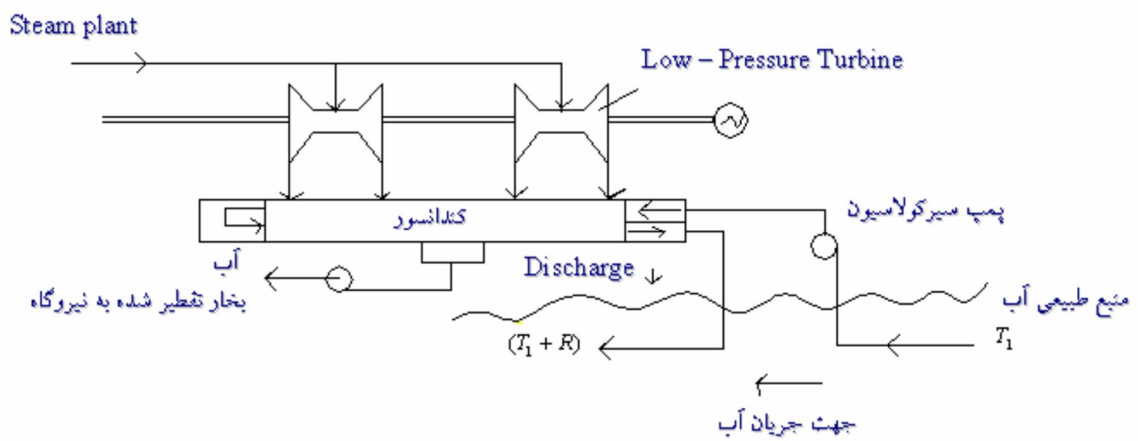 Steam plant
Low – Pressure Turbine
کندانسور
پمپ سیرکولاسیون
آب
بخار تقطیر شده به نیروگاه
Discharge
منبع طبیعی آب
(T₁ + R)
T₁
جهت جریان آب